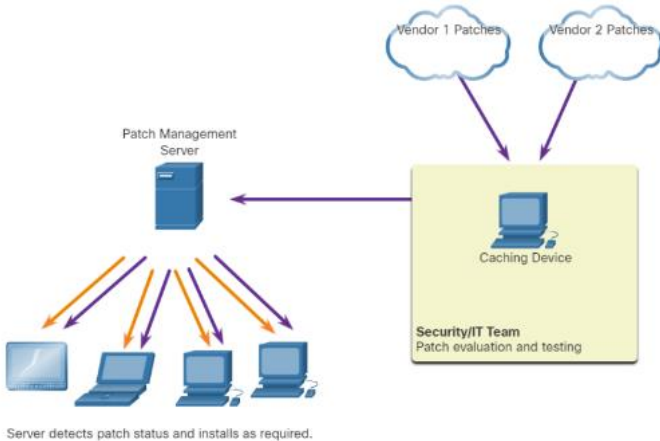 Vendor 1 Patches
Vendor 2 Patches
Patch Management
Server
Caching Device
Security/IT Team
Patch evaluation and testing
Server detects patch status and installs as required.